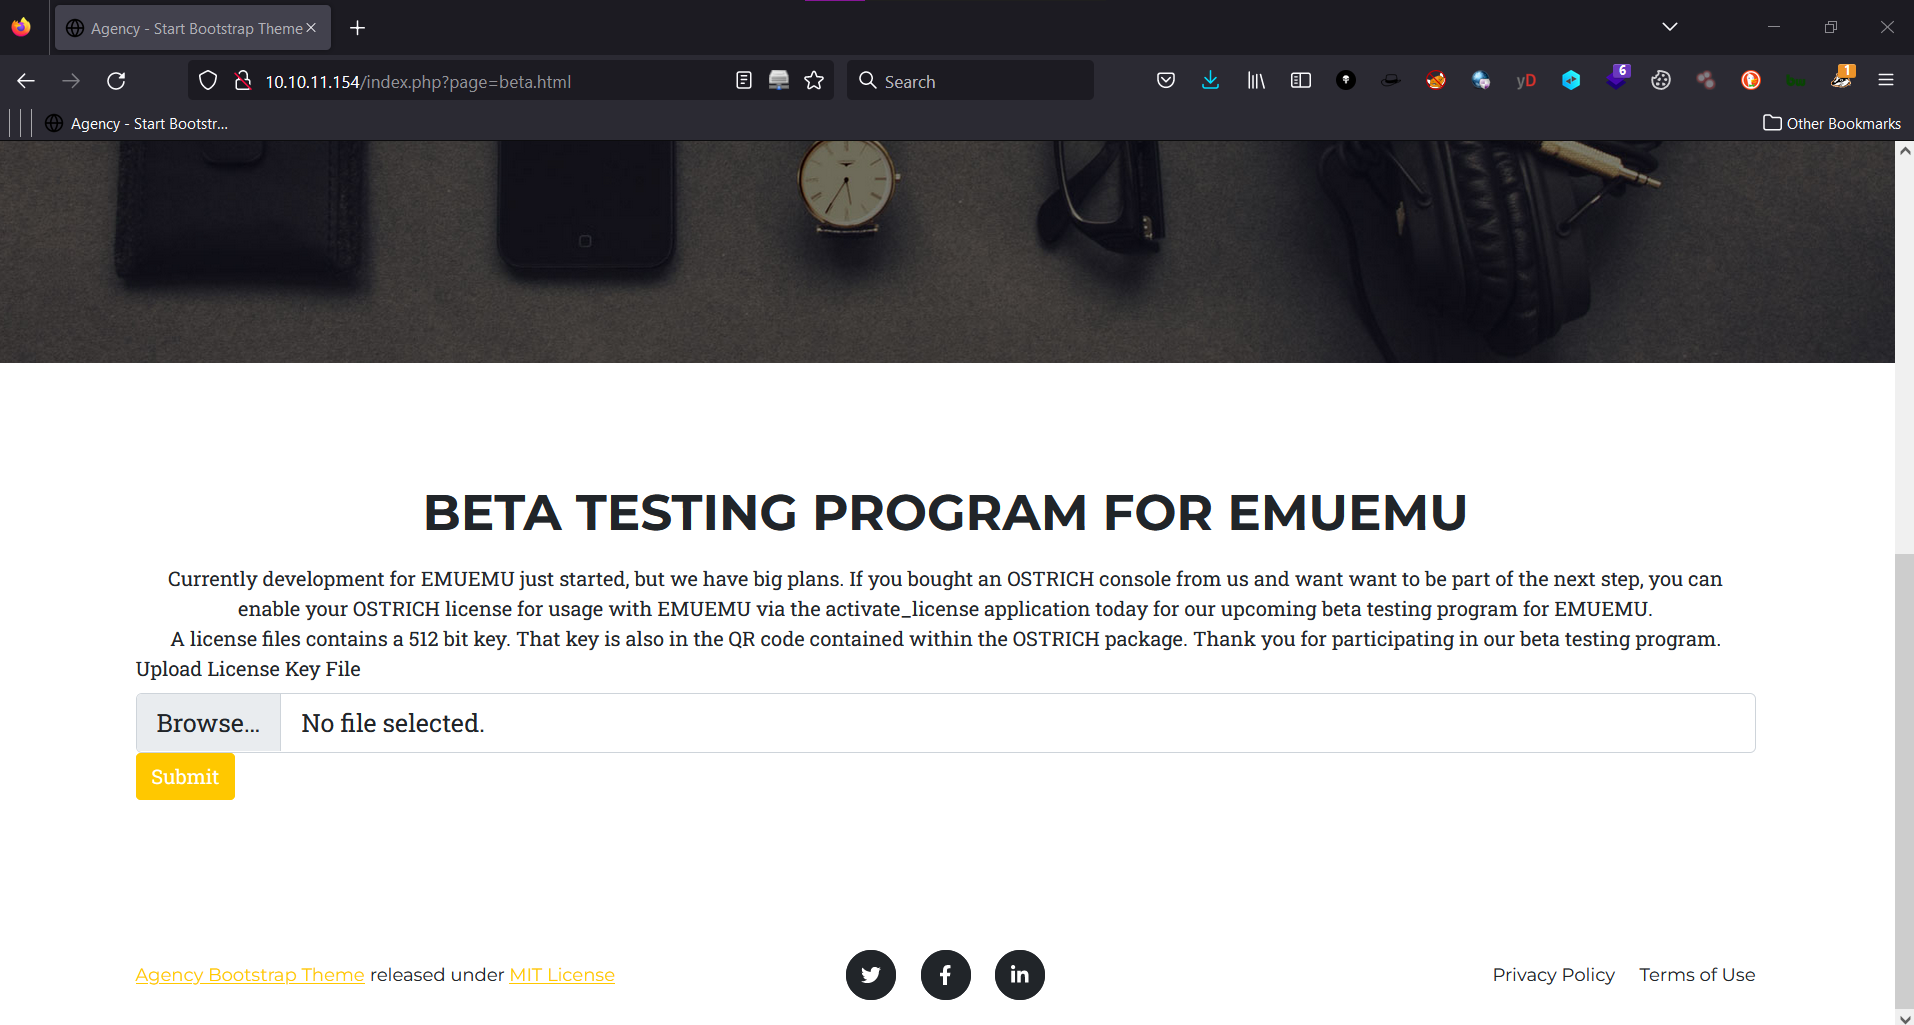 Agency - Start Bootstrap Theme
10.10.11.154/index.php?page=beta.html
Search
yD
6
1
Agency - Start Bootstr...
Other Bookmarks
BETA TESTING PROGRAM FOR EMUEMU
Currently development for EMUEMU just started, but we have big plans. If you bought an OSTRICH console from us and want want to be part of the next step, you can
enable your OSTRICH license for usage with EMUEMU via the activate_license application today for our upcoming beta testing program for EMUEMU.
A license files contains a 512 bit key. That key is also in the QR code contained within the OSTRICH package. Thank you for participating in our beta testing program.
Upload License Key File
Browse... No file selected.
Submit
Agency Bootstrap Theme released under MIT License
Privacy Policy Terms of Use